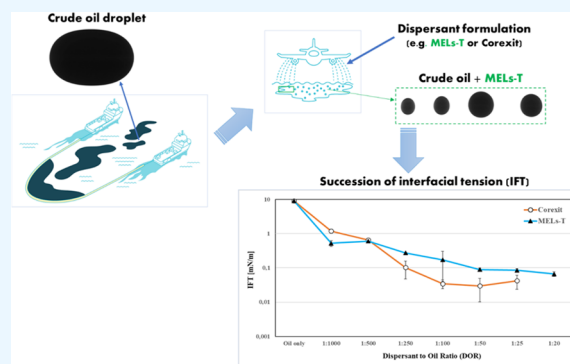 Crude oil droplet
Dispersant formulation
(e.g. MELs-T or Corexit)
Crude oil + MELs-T
Succession of interfacial tension (IFT)
Corexit
MELs-T
IFT [mN/m]
10
1
0,1
0,01
0,001
Oil only
1:1000
1:500
1:250
1:100
1:50
1:25
1:20
Dispersant to Oil Ratio (DOR)